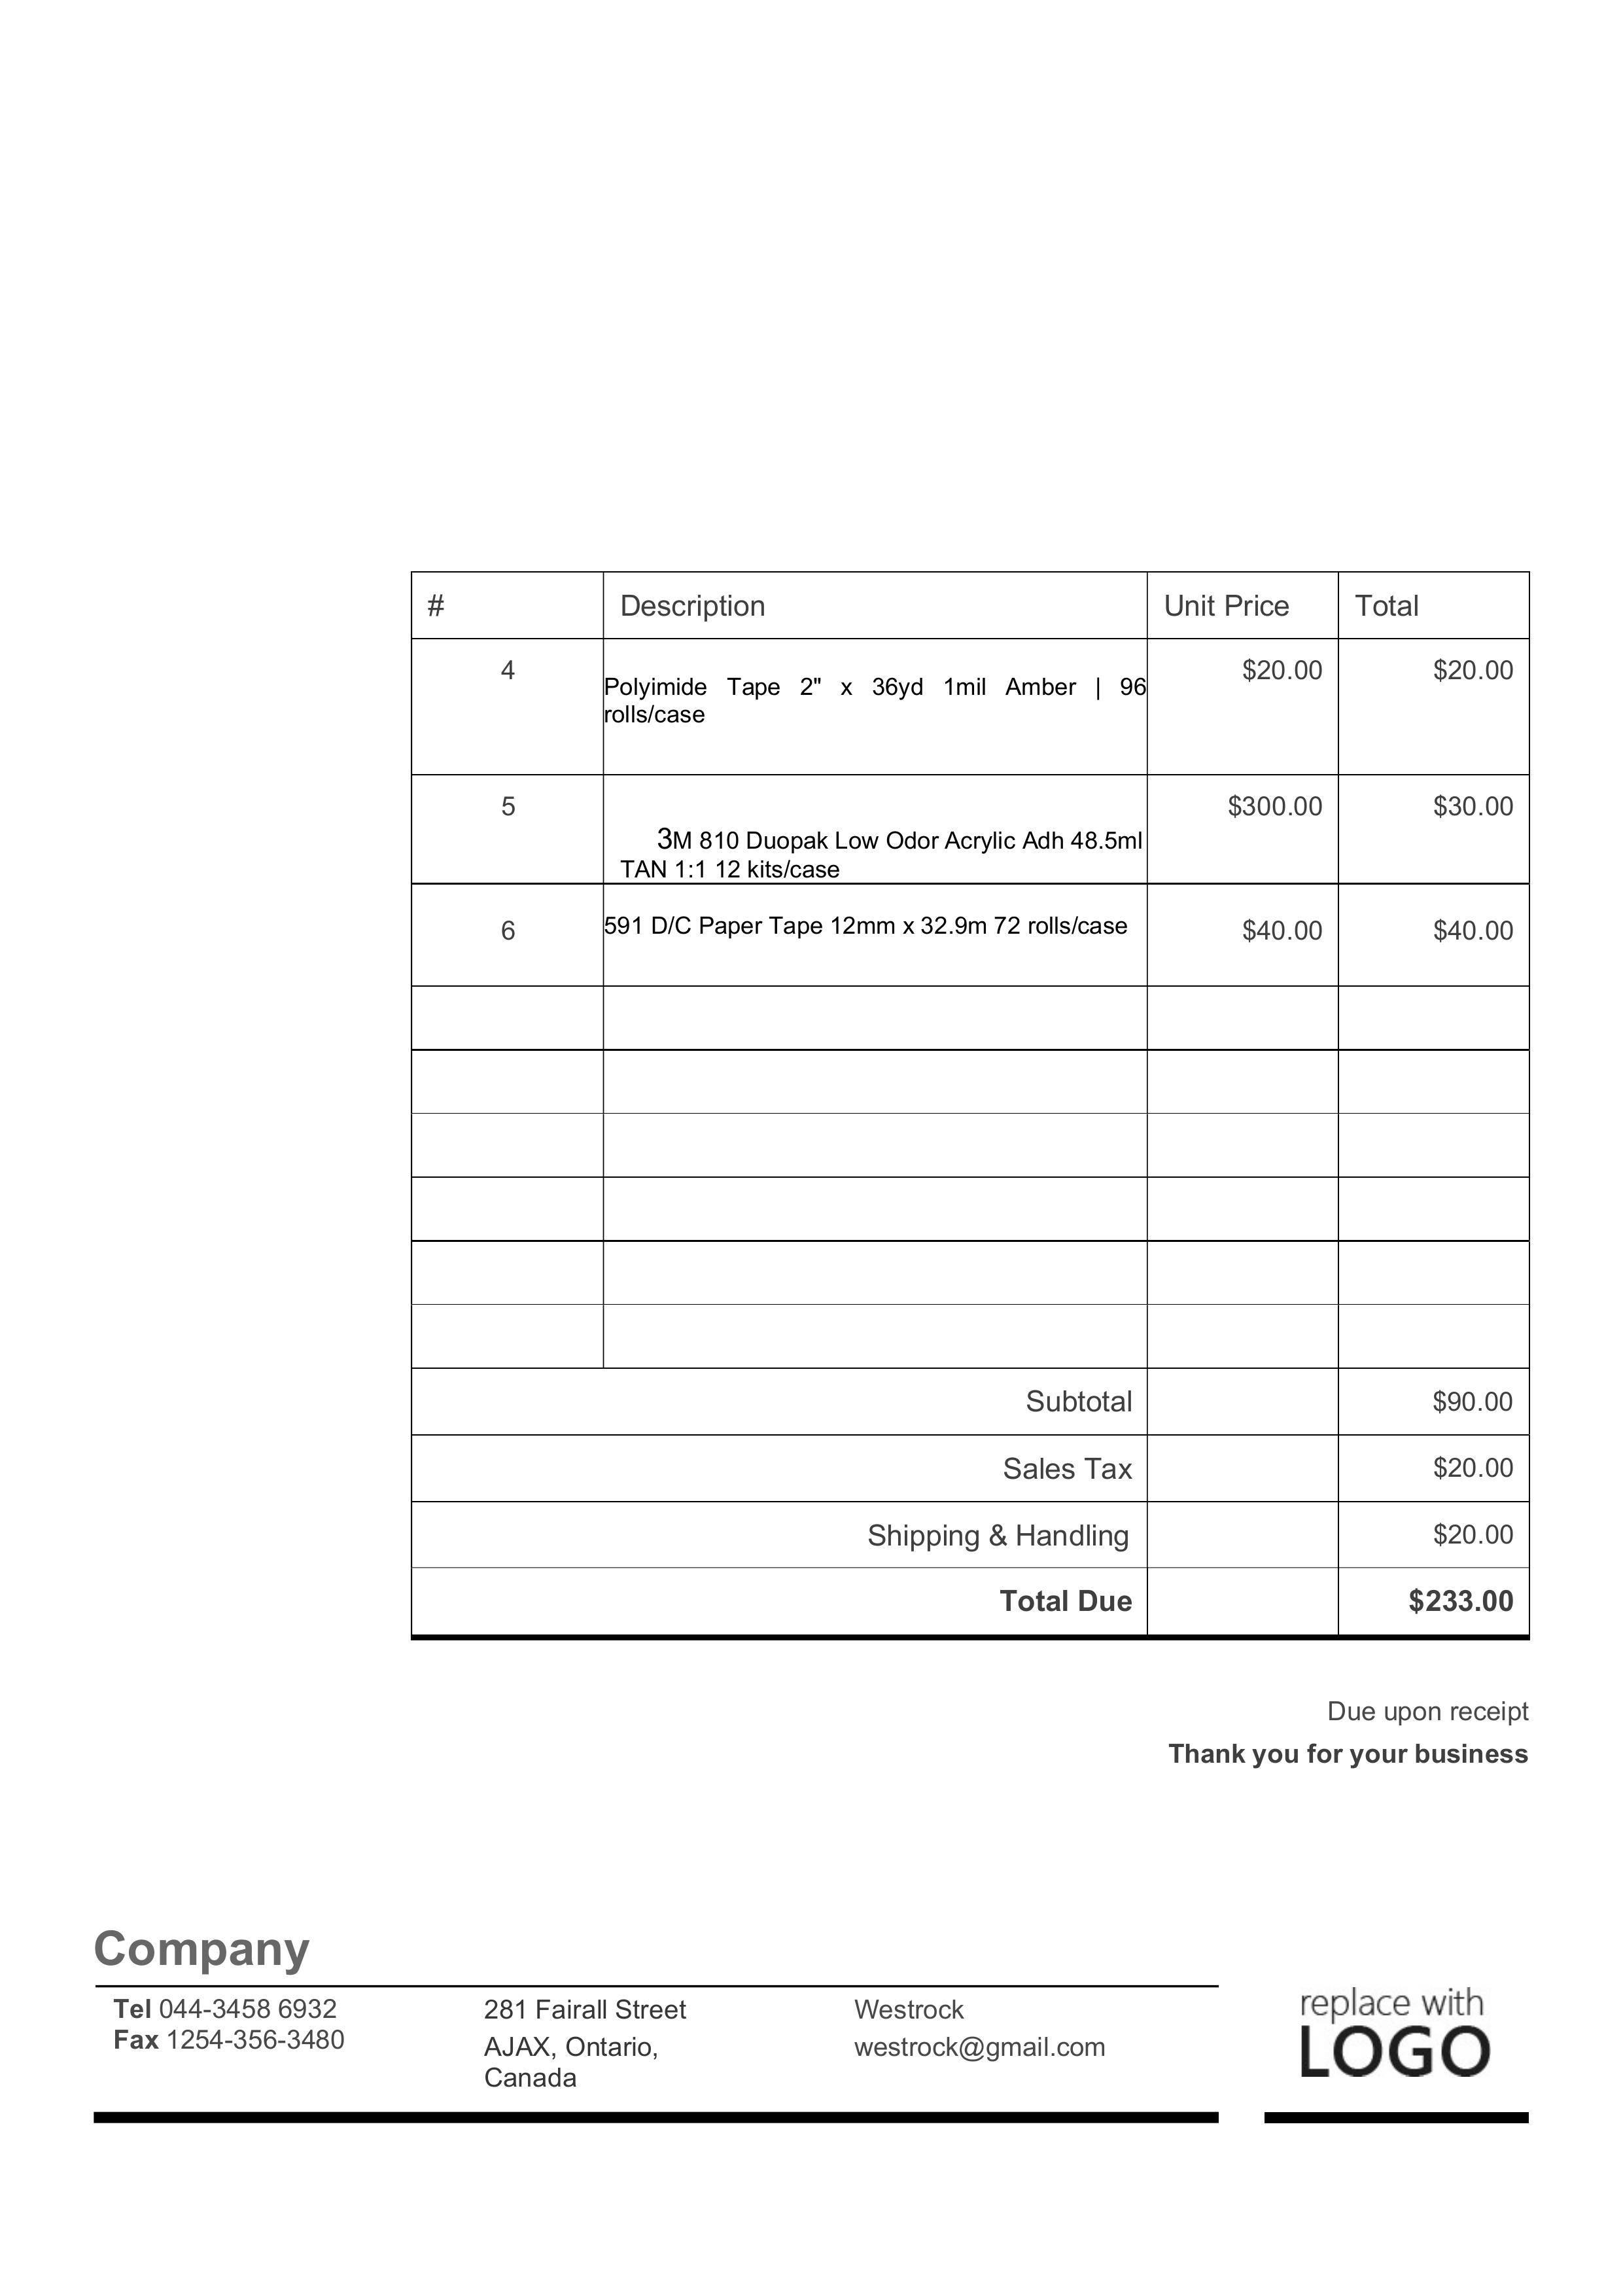 # Description Unit Price Total
4 Polyimide Tape 2" x 36yd 1mil Amber | 96 $20.00 $20.00
rolls/case
5 $300.00 $30.00
3M 810 Duopak Low Odor Acrylic Adh 48.5ml
TAN 1:1 12 kits/case
6 591 D/C Paper Tape 12mm x 32.9m 72 rolls/case $40.00 $40.00
Subtotal $90.00
Sales Tax $20.00
Shipping & Handling $20.00
Total Due $233.00
Due upon receipt
Thank you for your business
Company
Tel 044-3458 6932 281 Fairall Street Westrock
Fax 1254-356-3480 AJAX, Ontario, westrock@gmail.com
Canada
replace with
LOGO